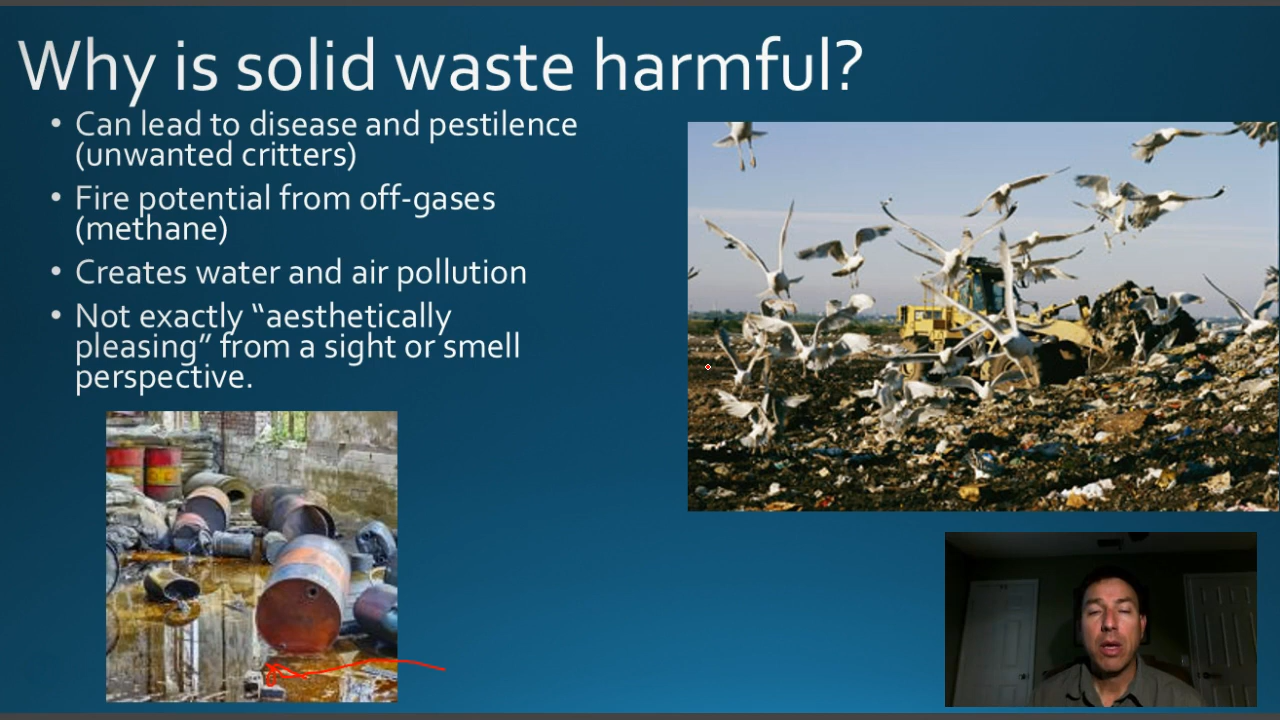 Why is solid waste harmful?
• Can lead to disease and pestilence
(unwanted critters)
• Fire potential from off-gases
(methane)
• Creates water and air pollution
• Not exactly “aesthetically
pleasing” from a sight or smell
perspective.